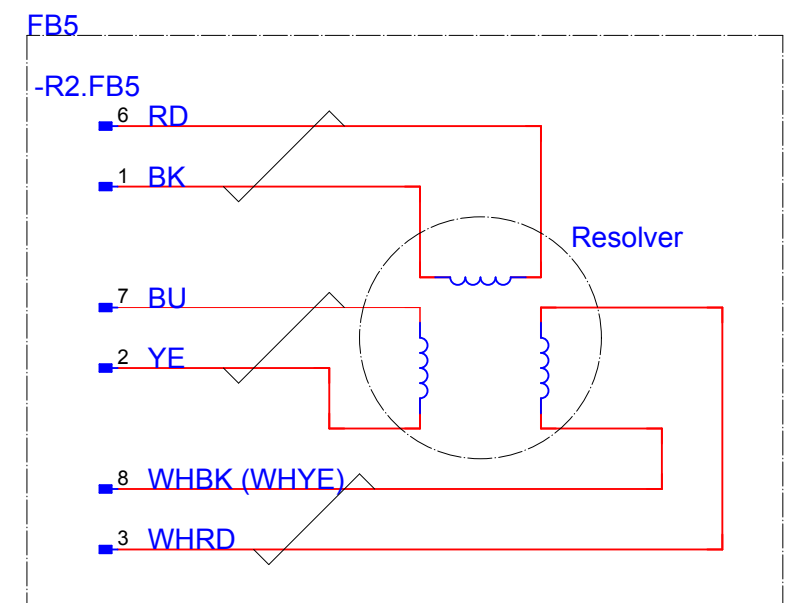 FB5
-R2.FB5
6 RD
1 BK
Resolver
7 BU
2 YE
8 WHBK (WHYE)
3 WHRD